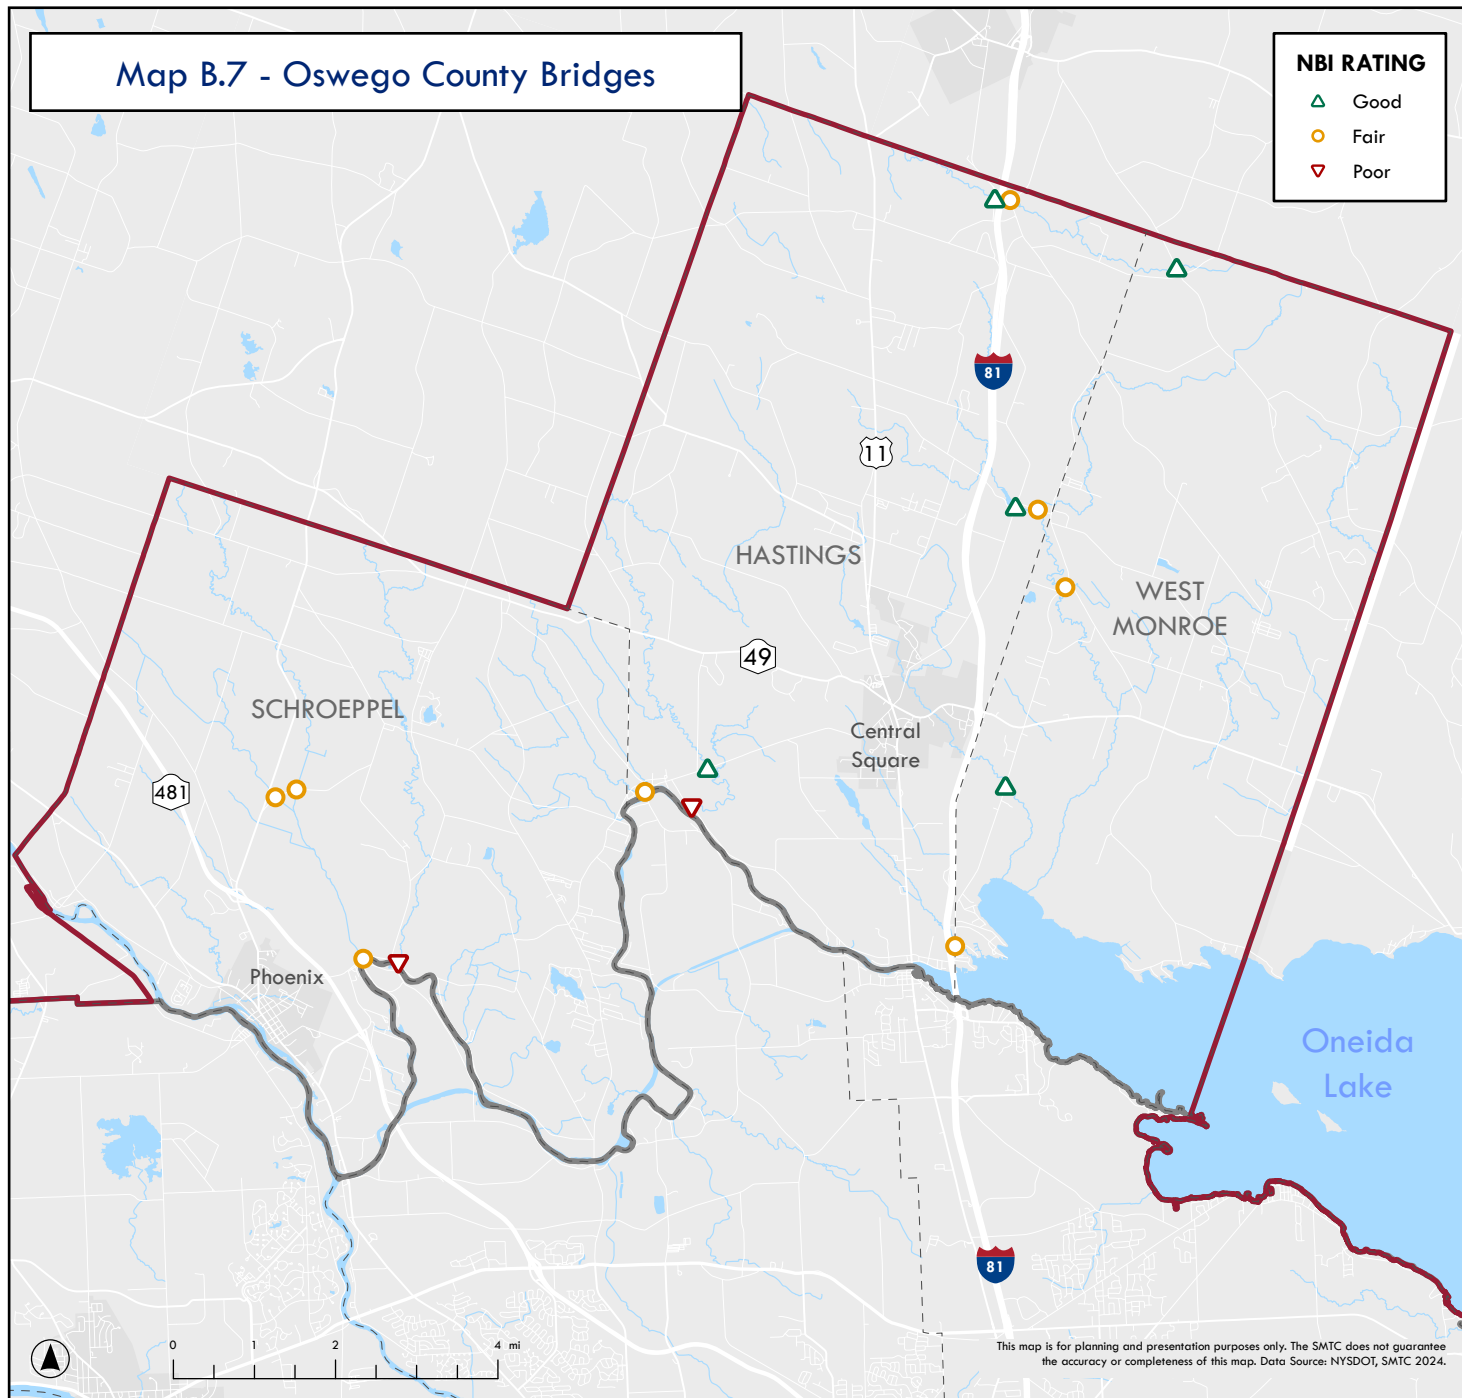 Map B.7 - Oswego County Bridges
NBI RATING
Good
Fair
Poor
81
11
HASTINGS
WEST
MONROE
49
SCHROEPPEL
Central
Square
481
Phoenix
Oneida
Lake
81
0 1 2 4 mi
This map is for planning and presentation purposes only. The SMTC does not guarantee
the accuracy or completeness of this map. Data Source: NYSDOT, SMTC 2024.